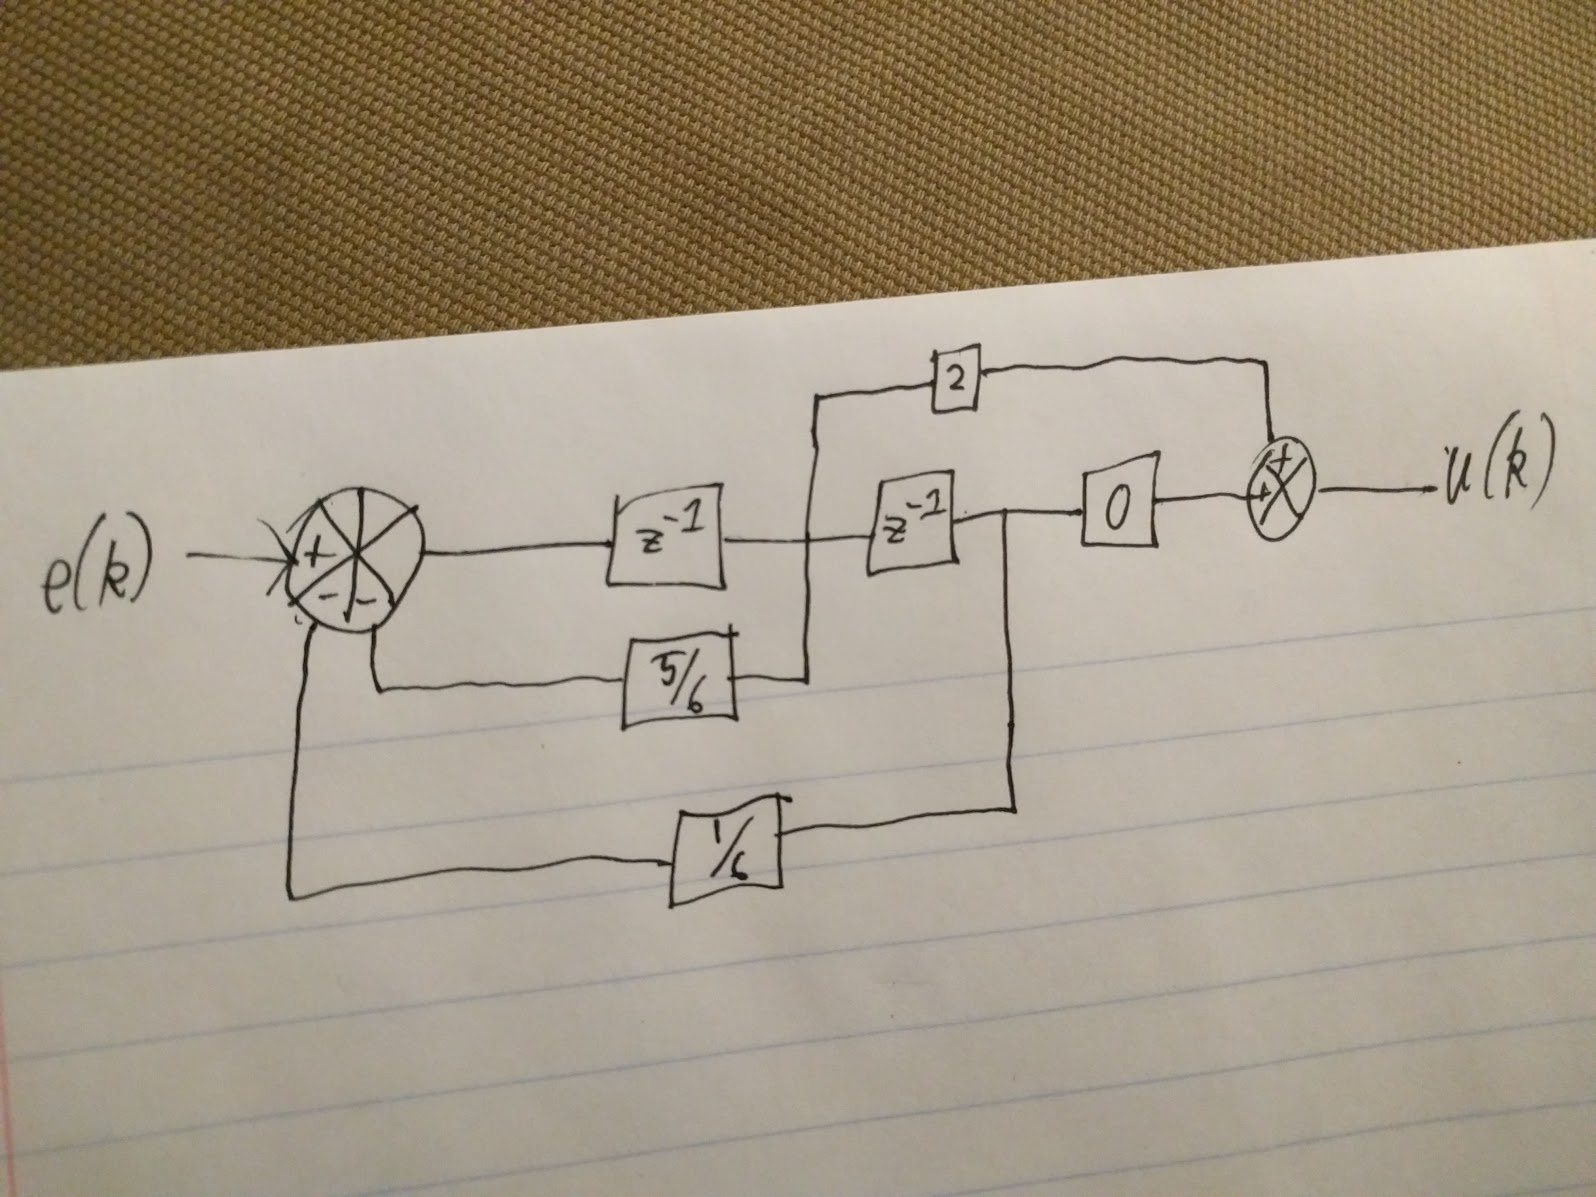 2
e(k) + - - z⁻¹ z⁻¹ 0 + + u(k)
5/6
1/6